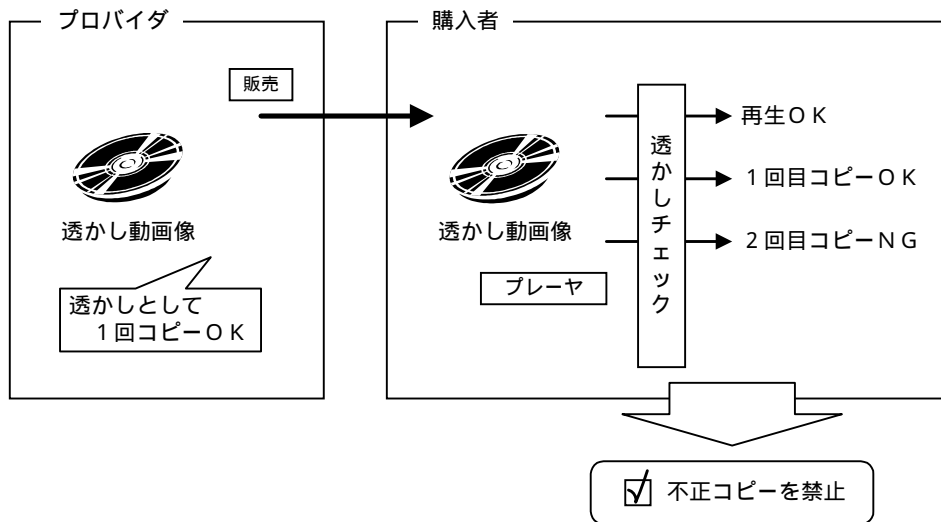 プロバイダ
販売
透かし動画像
透かしとして
1回コピーOK
購入者
透かし動画像
プレーヤ
透かしチェック
再生OK
1回目コピーOK
2回目コピーNG
不正コピーを禁止